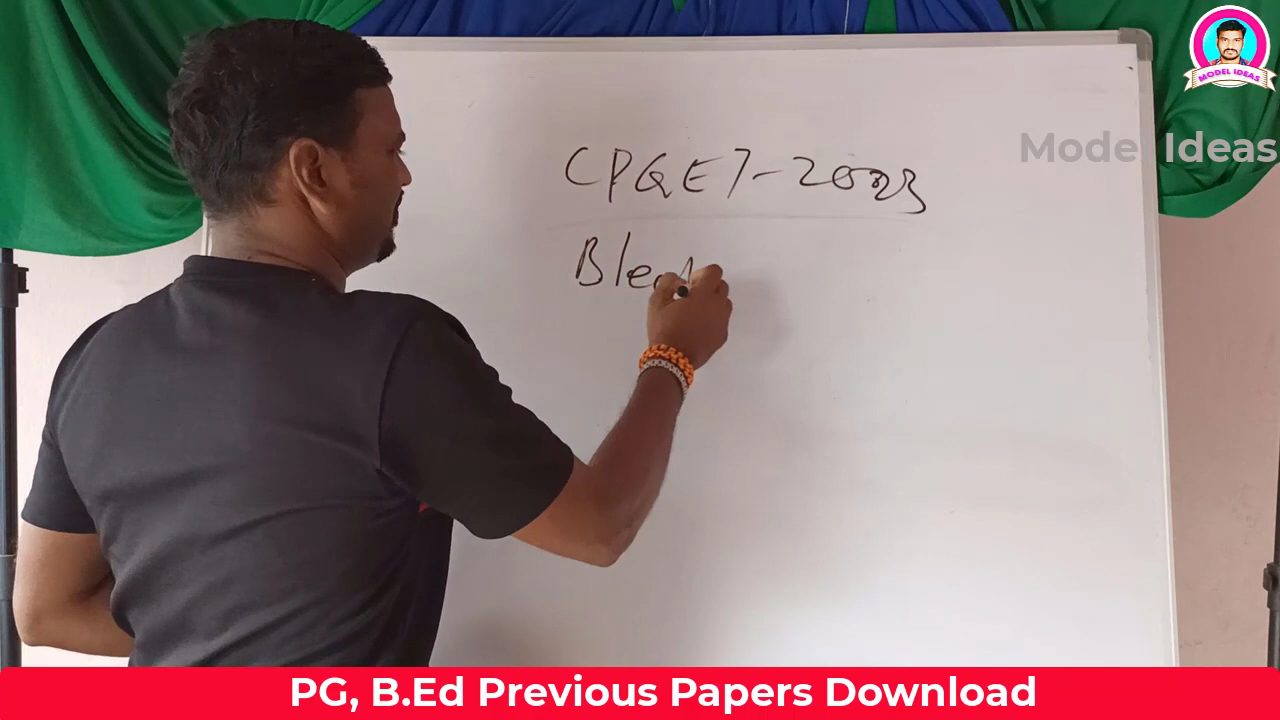 MODEL IDEAS
Model Ideas
CPGET-2023
PG, B.Ed Previous Papers Download